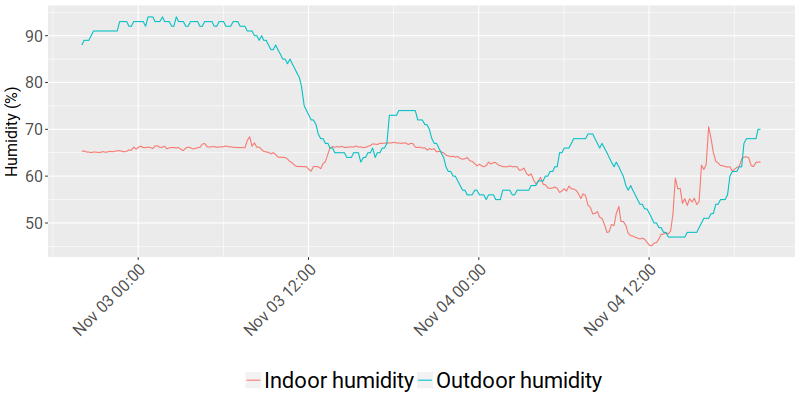 Humidity (%)
90
80
70
60
50
Nov 03 00:00
Nov 03 12:00
Nov 04 00:00
Nov 04 12:00
Indoor humidity Outdoor humidity